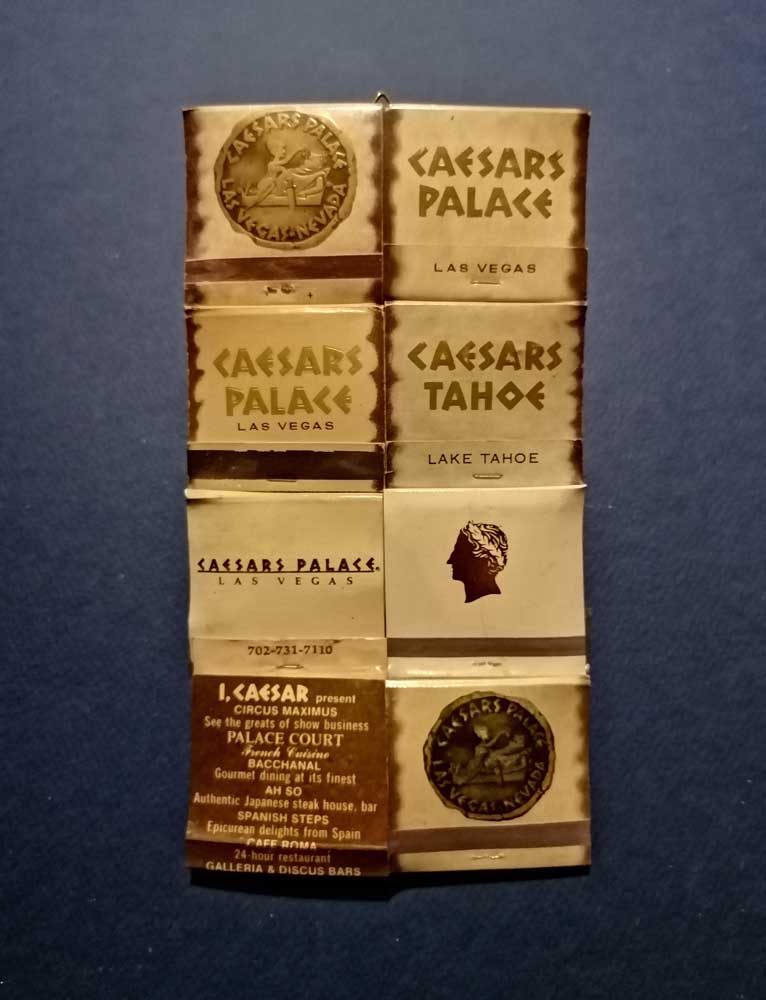 CAESARS PALACE
LAS VEGAS · NEVADA
CAESARS
PALACE
LAS VEGAS
CAESARS
PALACE
LAS VEGAS
CAESARS
TAHOE
LAKE TAHOE
CAESARS PALACE
LAS VEGAS
702-731-7110
I, CAESAR present
CIRCUS MAXIMUS
See the greats of show business
PALACE COURT
French Cuisine
BACCHANAL
Gourmet dining at its finest
AH SO
Authentic Japanese steak house, bar
SPANISH STEPS
Epicurean delights from Spain
CAFE ROMA
24-hour restaurant
GALLERIA & DISCUS BARS
CAESARS PALACE
LAS VEGAS · NEVADA